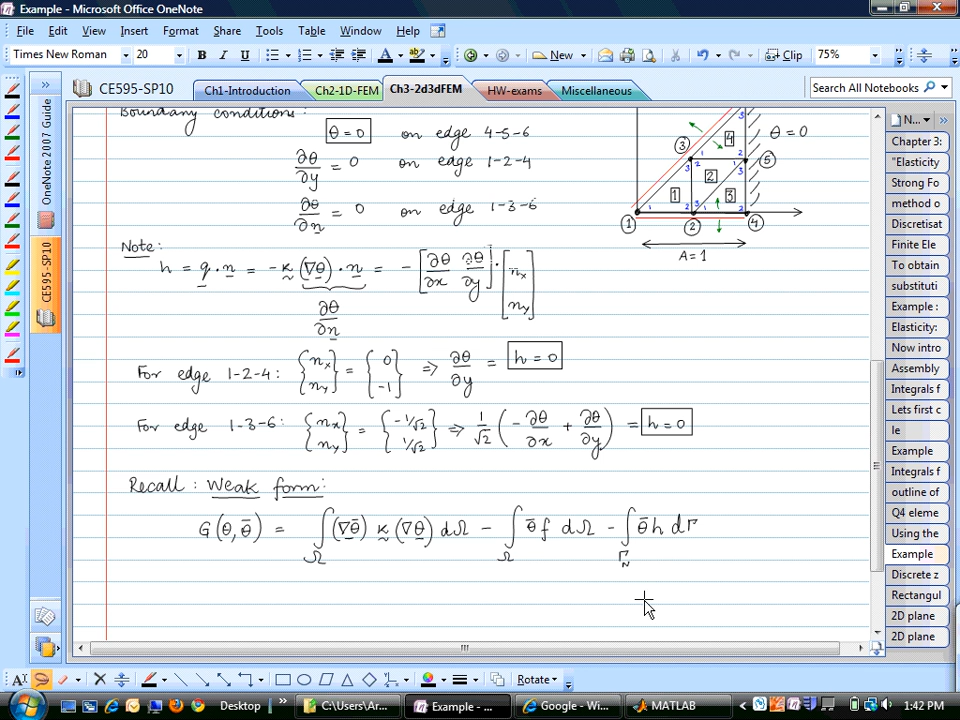 Example - Microsoft Office OneNote
File Edit View Insert Format Share Tools Table Window Help
Times New Roman 20 B I U A New Undo Clip 75%
CE595-SP10 Ch1-Introduction Ch2-1D-FEM Ch3-2d3dFEM HW-exams Miscellaneous Search All Notebooks
OneNote 2007 Guide
CE595-SP10
Boundary conditions:
θ = 0 on edge 4-5-6
∂θ/∂y = 0 on edge 1-2-4
∂θ/∂n = 0 on edge 1-3-6
θ = 0
A = 1
Note:
h = q · n = -κ (∇θ) · n = - [∂θ/∂x ∂θ/∂y] · [nx ny]
∂θ/∂n
For edge 1-2-4: {nx ny} = {0 -1} ⇒ ∂θ/∂y = h = 0
For edge 1-3-6: {nx ny} = {-1/√2 1/√2} ⇒ 1/√2 (-∂θ/∂x + ∂θ/∂y) = h = 0
Recall: Weak form:
G(θ, θ̄) = ∫Ω (∇θ̄) κ (∇θ) dΩ - ∫Ω θ̄ f dΩ - ∫ΓN θ̄ h dΓ
N...
Chapter 3:
"Elasticity
Strong Fo
method o
Discretisat
Finite Ele
To obtain
substituti
Example :
Elasticity:
Now intro
Assembly
Integrals f
Lets first c
Ie
Example
Integrals f
outline of
Q4 eleme
Using the
Example
Discrete z
Rectangul
2D plane
2D plane
Rotate
Desktop C:\Users\Ar... Example - ... Google - Wi... MATLAB 1:42 PM